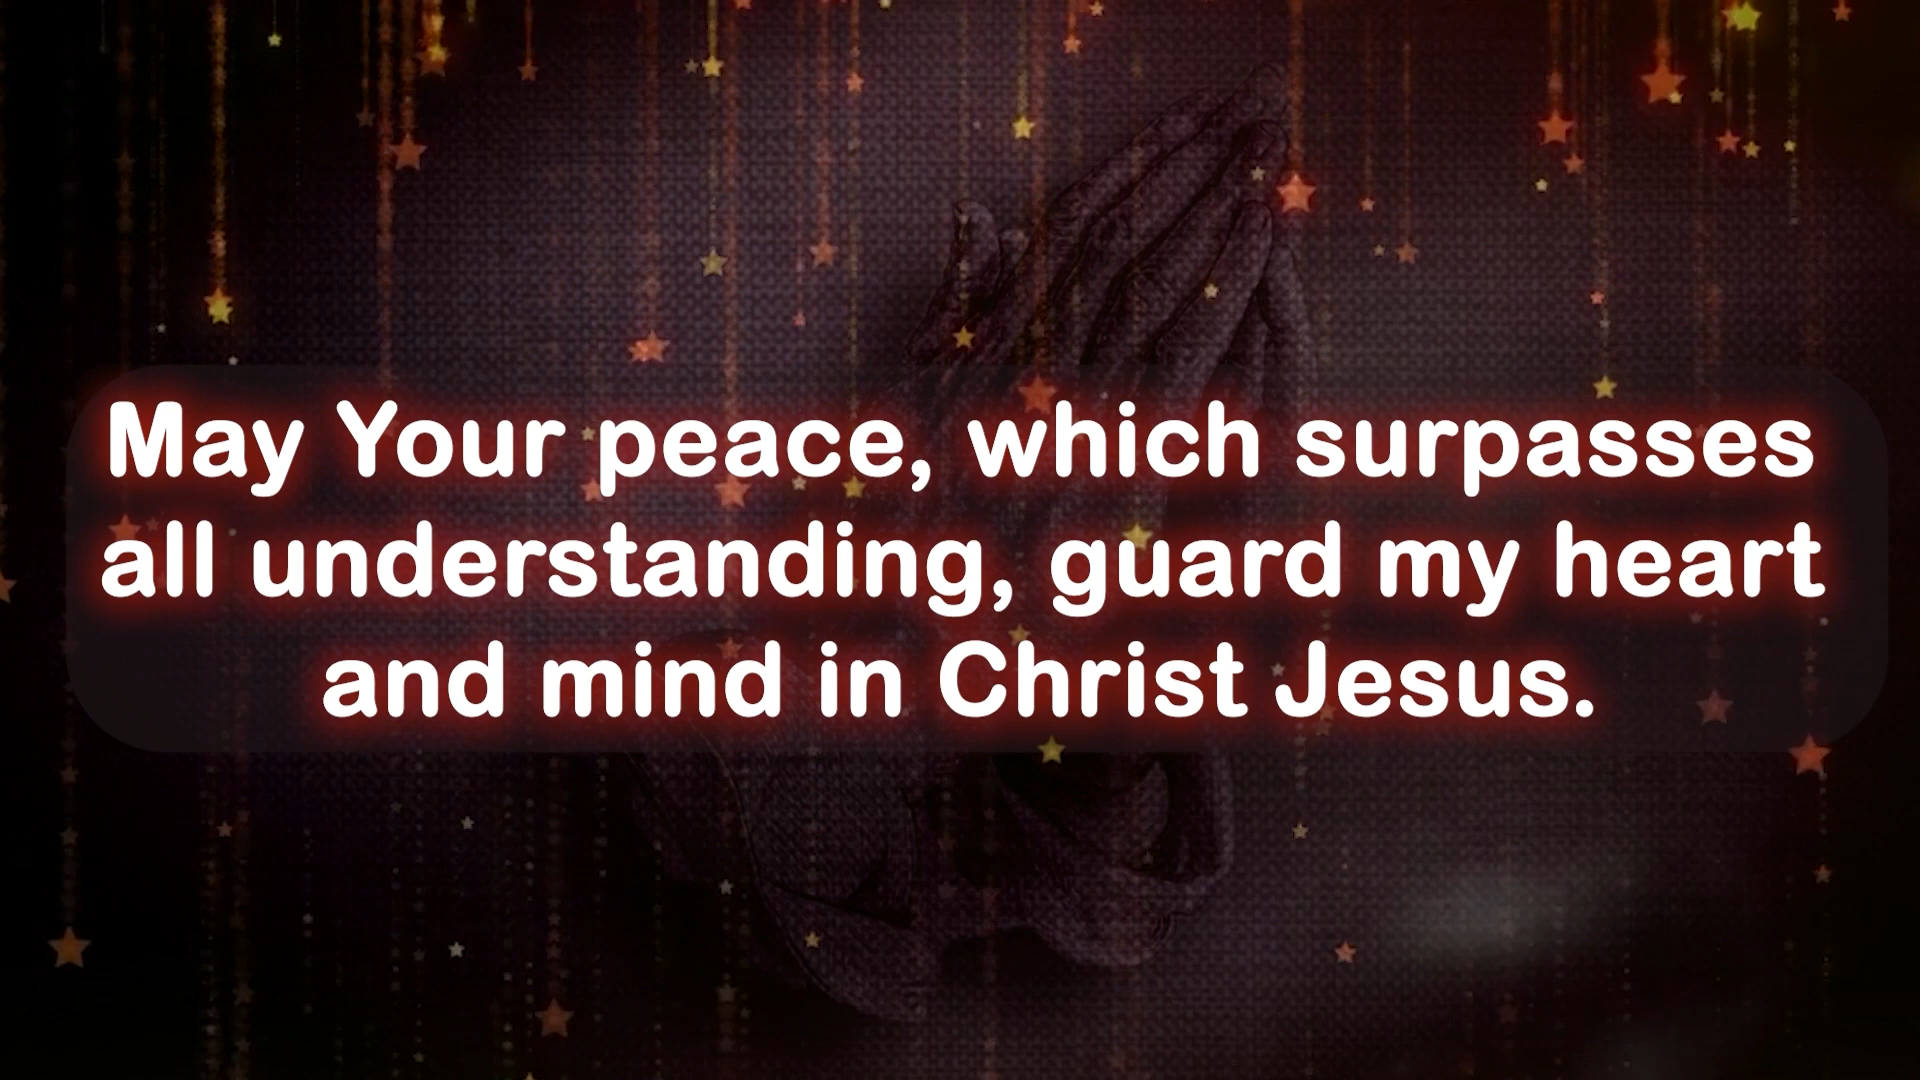 May Your peace, which surpasses
all understanding, guard my heart
and mind in Christ Jesus.